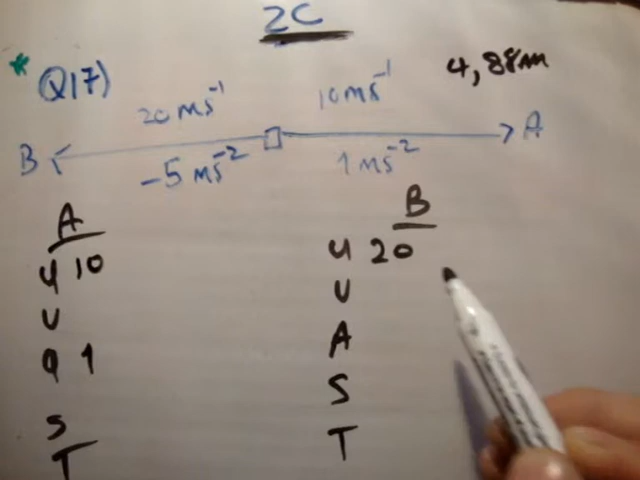 2C
* Q17)
20ms⁻¹ 10ms⁻¹ 4,88m
B A
-5ms⁻² 1ms⁻²
A B
u 10 u 20
v v
a 1 A
s S
T T